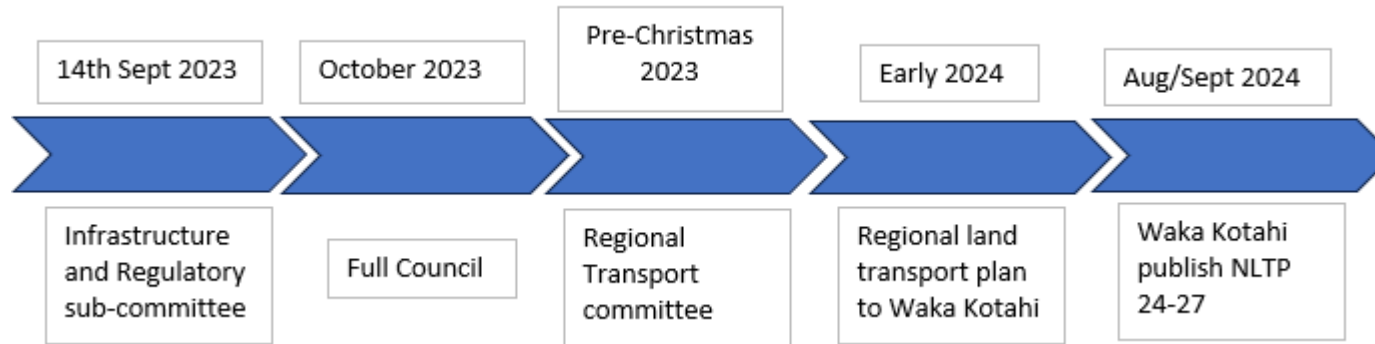 14th Sept 2023
October 2023
Pre-Christmas
2023
Early 2024
Aug/Sept 2024
Infrastructure
and Regulatory
sub-committee
Full Council
Regional
Transport
committee
Regional land
transport plan
to Waka Kotahi
Waka Kotahi
publish NLTP
24-27